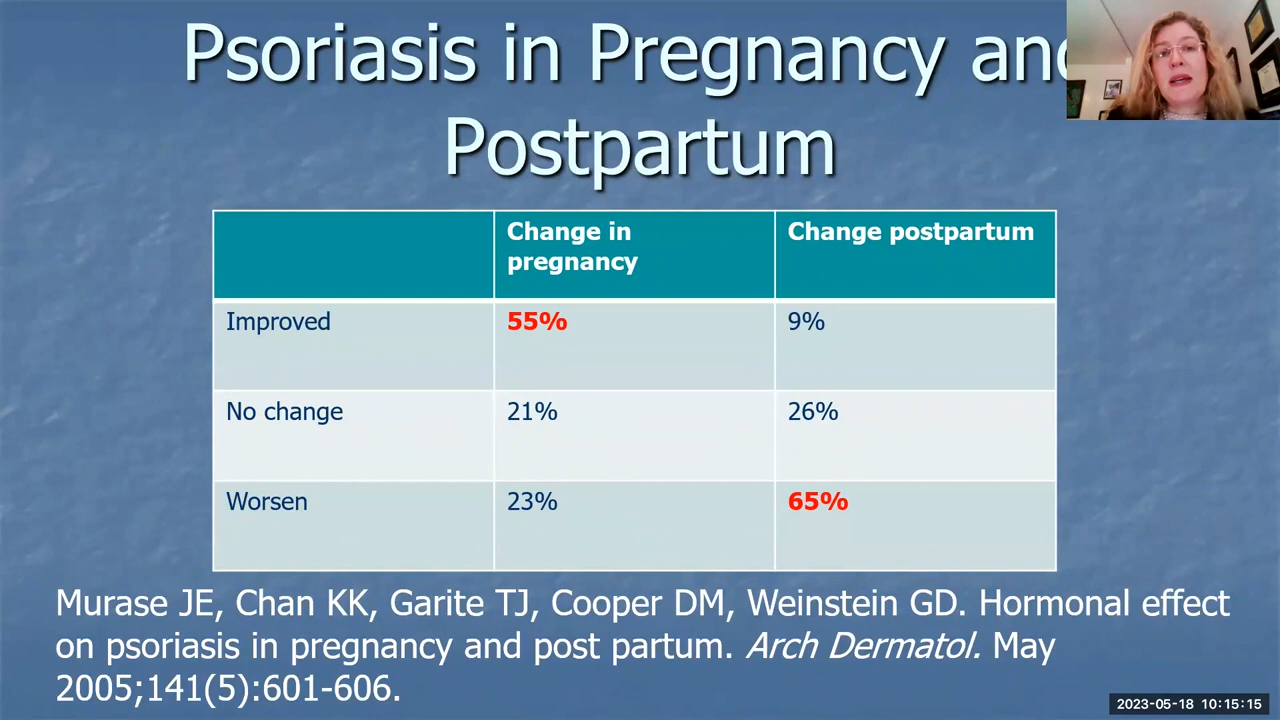 Psoriasis in Pregnancy and
Postpartum
Change in
pregnancy
Change postpartum
Improved
55%
9%
No change
21%
26%
Worsen
23%
65%
Murase JE, Chan KK, Garite TJ, Cooper DM, Weinstein GD. Hormonal effect
on psoriasis in pregnancy and post partum. Arch Dermatol. May
2005;141(5):601-606.
2023-05-18 10:15:15